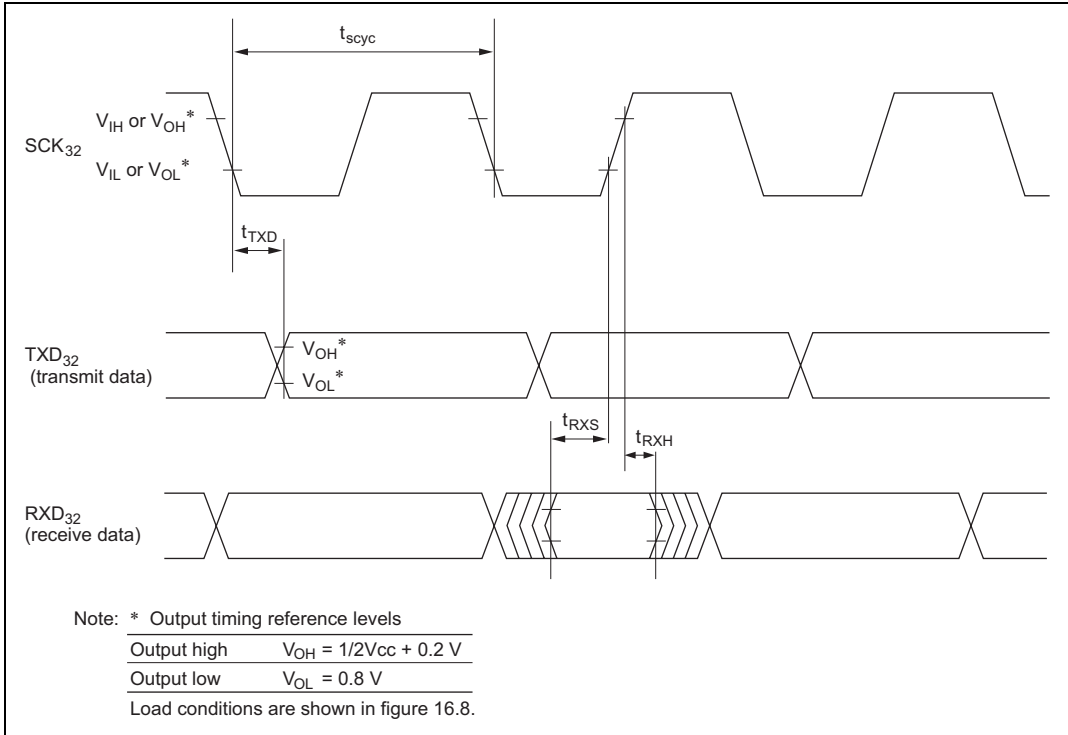 tscyc
VIH or VOH*
SCK32
VIL or VOL*
tTXD
TXD32
(transmit data)
VOH*
VOL*
tRXS
tRXH
RXD32
(receive data)
Note: * Output timing reference levels
Output high VOH = 1/2Vcc + 0.2 V
Output low VOL = 0.8 V
Load conditions are shown in figure 16.8.